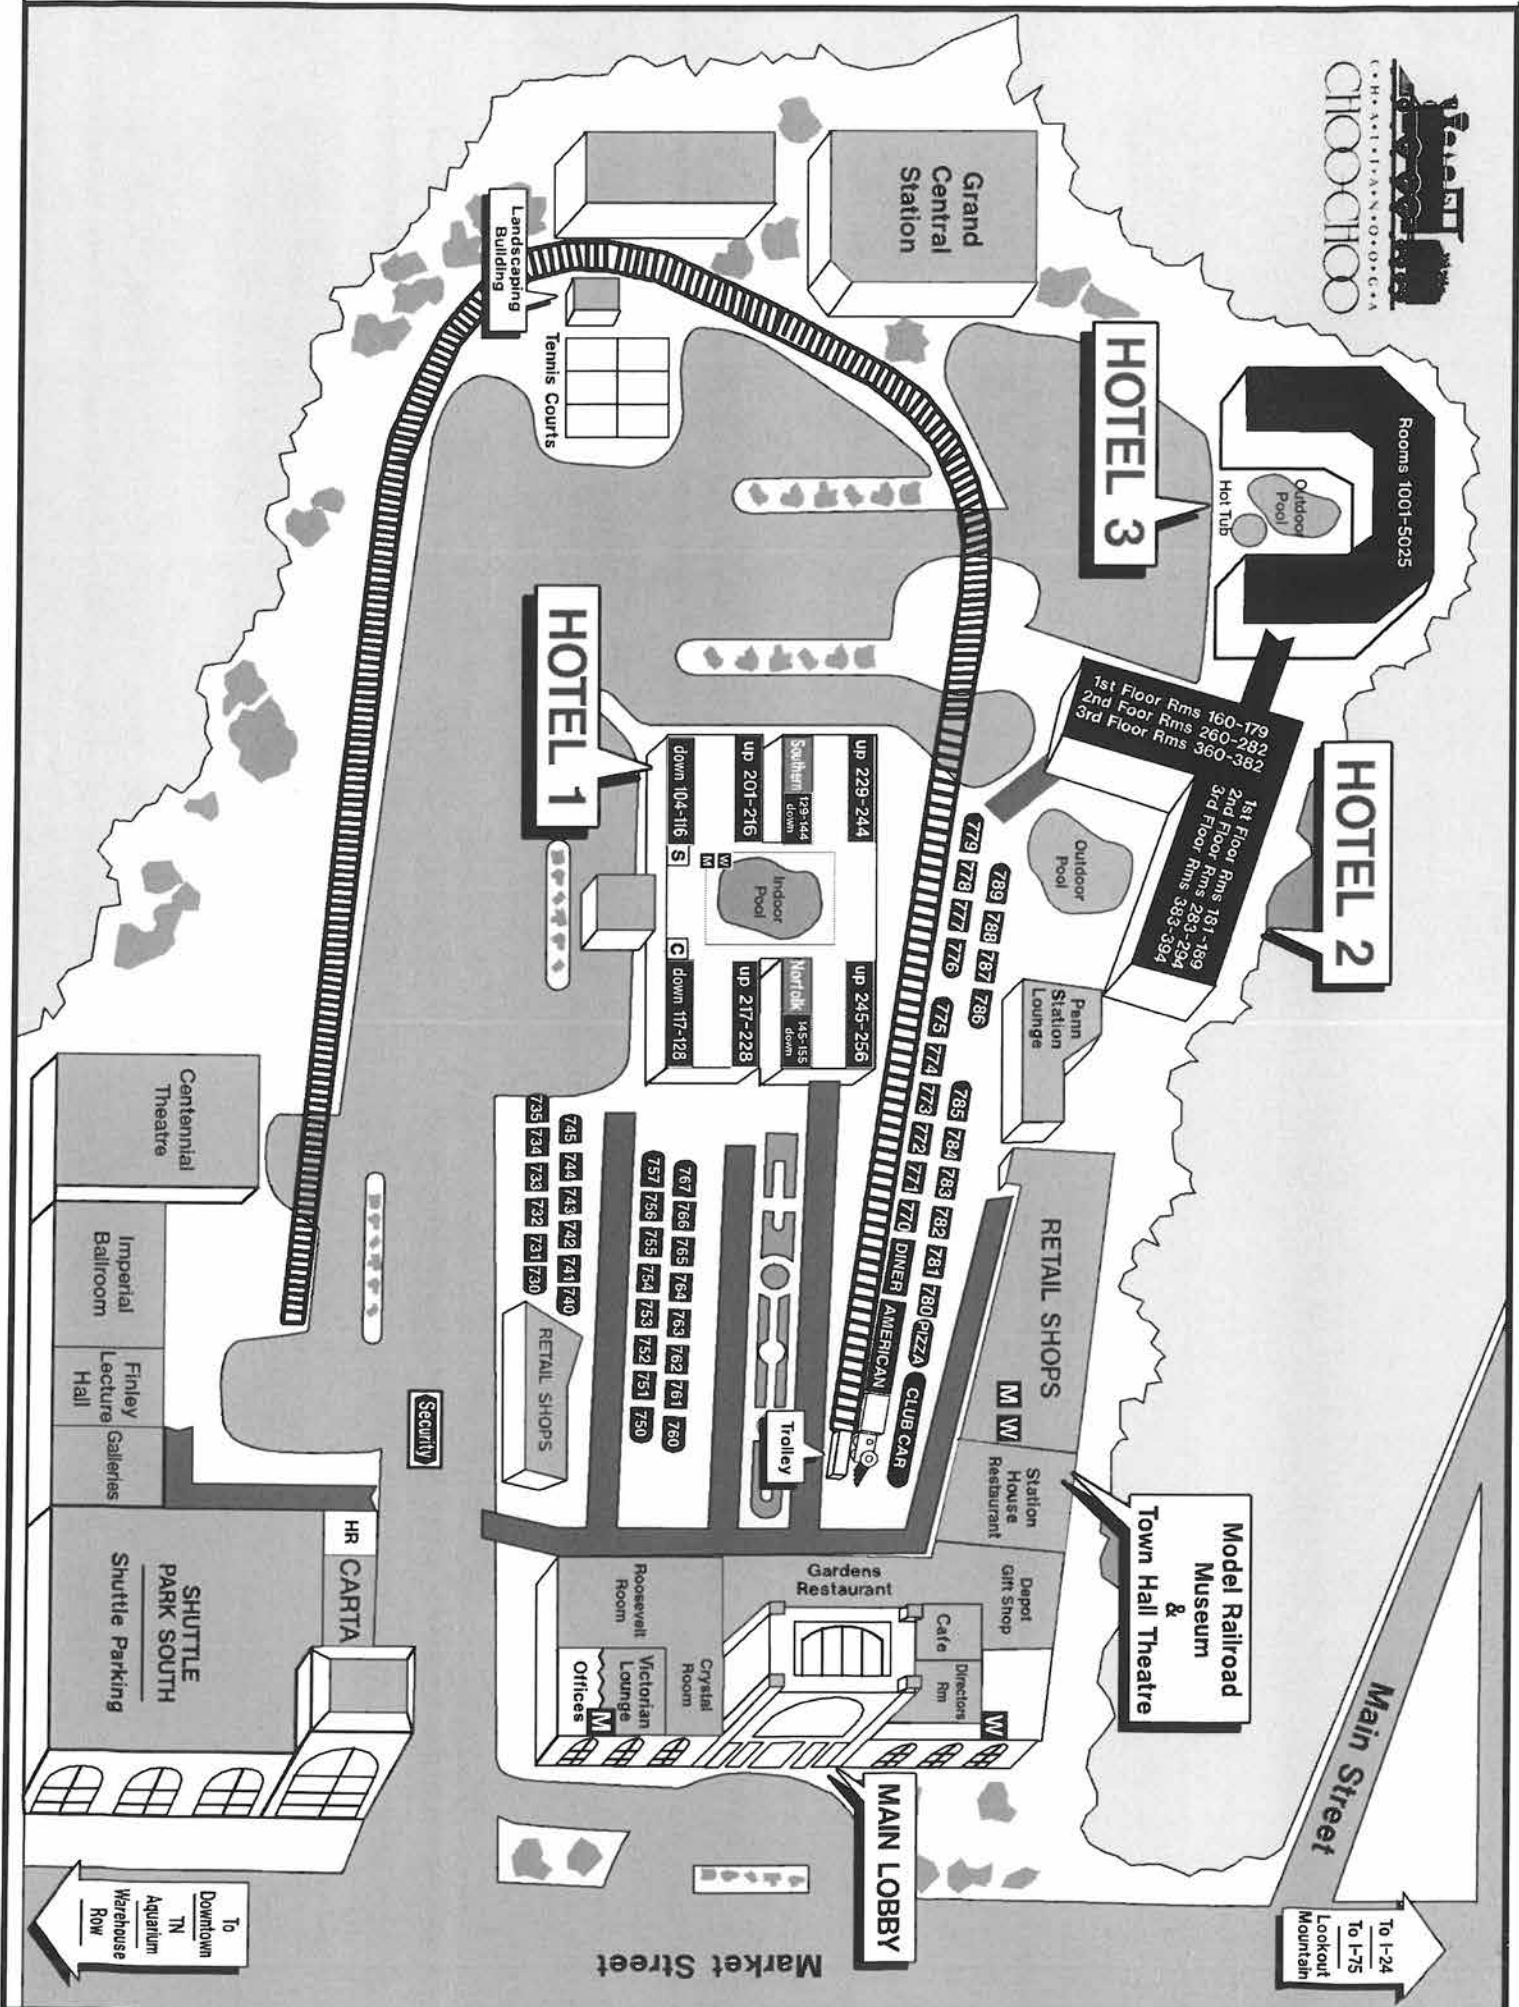 C·H·A·T·T·A·N·O·O·G·A
CHOO CHOO
Grand
Central
Station
Landscaping
Building
Tennis Courts
HOTEL 3
Rooms 1001-5025
Outdoor
Pool
Hot Tub
HOTEL 2
1st Floor Rms 160-179
2nd Foor Rms 260-282
3rd Floor Rms 360-382
1st Floor Rms 181-189
2nd Floor Rms 283-294
3rd Floor Rms 383-394
Outdoor
Pool
Penn
Station
Lounge
HOTEL 1
up 229-244
Southern
129-144
down
up 201-216
down 104-116
S
W
M
Indoor
Pool
C
up 245-256
Norfolk
145-155
down
up 217-228
down 117-128
789 788 787 786
779 778 777 776
785 784 783 782 781 780 PIZZA CLUB CAR
775 774 773 772 771 770 DINER AMERICAN
767 766 765 764 763 762 761 760
757 756 755 754 753 752 751 750
745 744 743 742 741 740
735 734 733 732 731 730
RETAIL SHOPS
M W
RETAIL SHOPS
Trolley
Station
House
Restaurant
Model Railroad
Museum
&
Town Hall Theatre
Depot
Gift Shop
Gardens
Restaurant
Cafe
Directors
Rm
W
Roosevelt
Room
Crystal
Room
Victorian
Lounge
Offices
M
MAIN LOBBY
Security
Centennial
Theatre
Imperial
Ballroom
Finley
Lecture
Hall
Galleries
HR
CARTA
SHUTTLE
PARK SOUTH
Shuttle Parking
Main Street
Market Street
To I-24
To I-75
Lookout
Mountain
To
Downtown
TN
Aquarium
Warehouse
Row